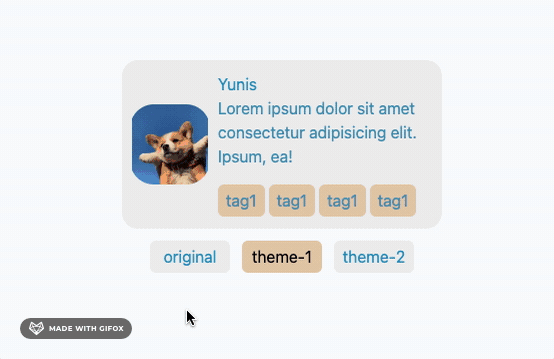 Yunis
Lorem ipsum dolor sit amet
consectetur adipisicing elit.
Ipsum, ea!
tag1 tag1 tag1 tag1
original theme-1 theme-2
MADE WITH GIFOX